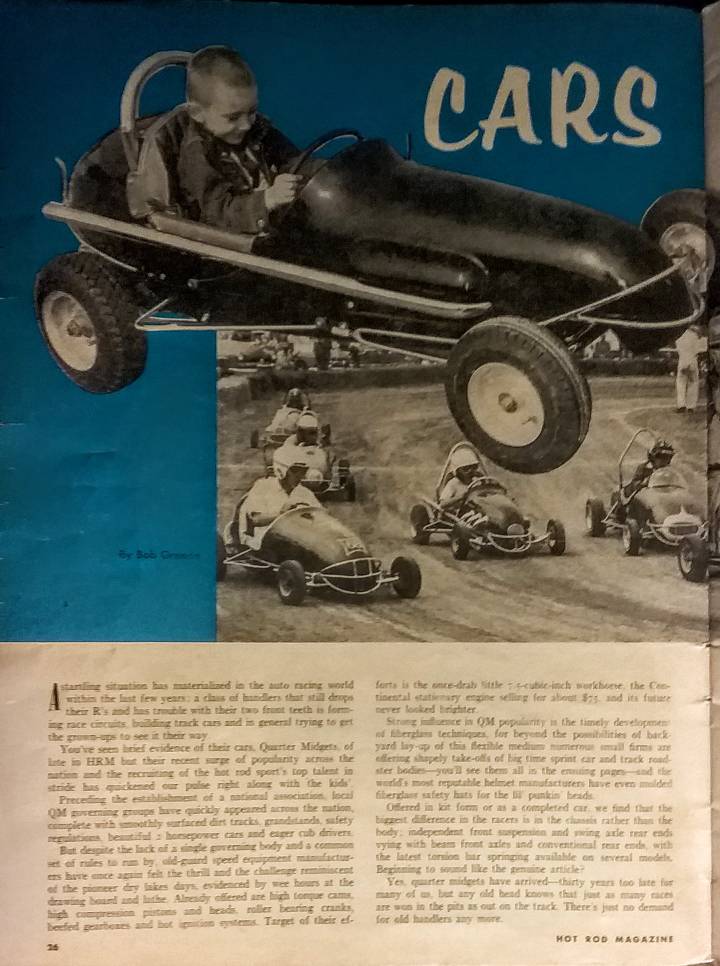 CARS
By Bob Greene
A startling situation has materialized in the auto racing world
within the last few years; a class of handlers that still drops
their R's and has trouble with their two front teeth is form-
ing race circuits, building track cars and in general trying to get
the grown-ups to see it their way.
You've seen brief evidence of their cars, Quarter Midgets, of
late in HRM but their recent surge of popularity across the
nation and the recruiting of the hot rod sport's top talent in
stride has quickened our pulse right along with the kids'.
Preceding the establishment of a national association, local
QM governing groups have quickly appeared across the nation,
complete with smoothly surfaced dirt tracks, grandstands, safety
regulations, beautiful 2 horsepower cars and eager cub drivers.
But despite the lack of a single governing body and a common
set of rules to run by, old-guard speed equipment manufactur-
ers have once again felt the thrill and the challenge reminiscent
of the pioneer dry lakes days, evidenced by wee hours at the
drawing board and lathe. Already offered are high torque cams,
high compression pistons and heads, roller bearing cranks,
beefed gearboxes and hot ignition systems. Target of their ef-
forts is the once-drab little 7.5-cubic-inch workhorse, the Con-
tinental stationary engine selling for about $75, and its future
never looked brighter.
Strong influence in QM popularity is the timely development
of fiberglass techniques, for beyond the possibilities of back-
yard lay-up of this flexible medium numerous small firms are
offering shapely take-offs of big time sprint car and track road-
ster bodies—you'll see them all in the ensuing pages—and the
world's most reputable helmet manufacturers have even molded
fiberglass safety hats for the lil' punkin' heads.
Offered in kit form or as a completed car, we find that the
biggest difference in the racers is in the chassis rather than the
body; independent front suspension and swing axle rear ends
vying with beam front axles and conventional rear ends, with
the latest torsion bar springing available on several models.
Beginning to sound like the genuine article?
Yes, quarter midgets have arrived—thirty years too late for
many of us, but any old head knows that just as many races
are won in the pits as out on the track. There's just no demand
for old handlers any more.
26
HOT ROD MAGAZINE